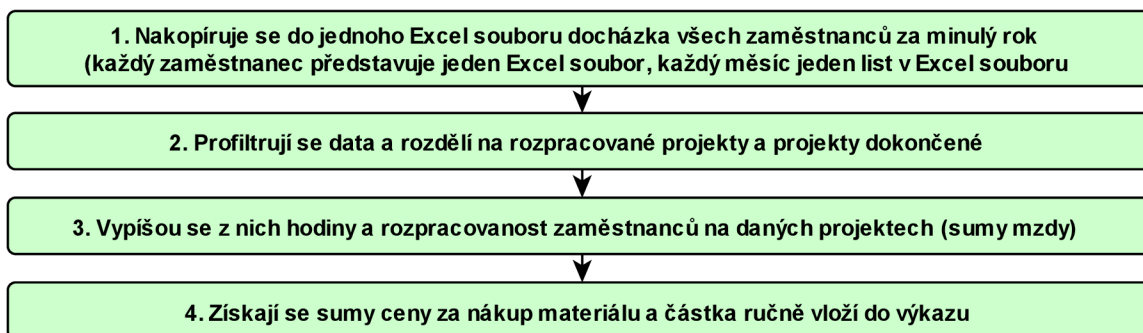 1. Nakopíruje se do jednoho Excel souboru docházka všech zaměstnanců za minulý rok
(každý zaměstnanec představuje jeden Excel soubor, každý měsíc jeden list v Excel souboru
2. Profiltrují se data a rozdělí na rozpracované projekty a projekty dokončené
3. Vypíšou se z nich hodiny a rozpracovanost zaměstnanců na daných projektech (sumy mzdy)
4. Získají se sumy ceny za nákup materiálu a částka ručně vloží do výkazu